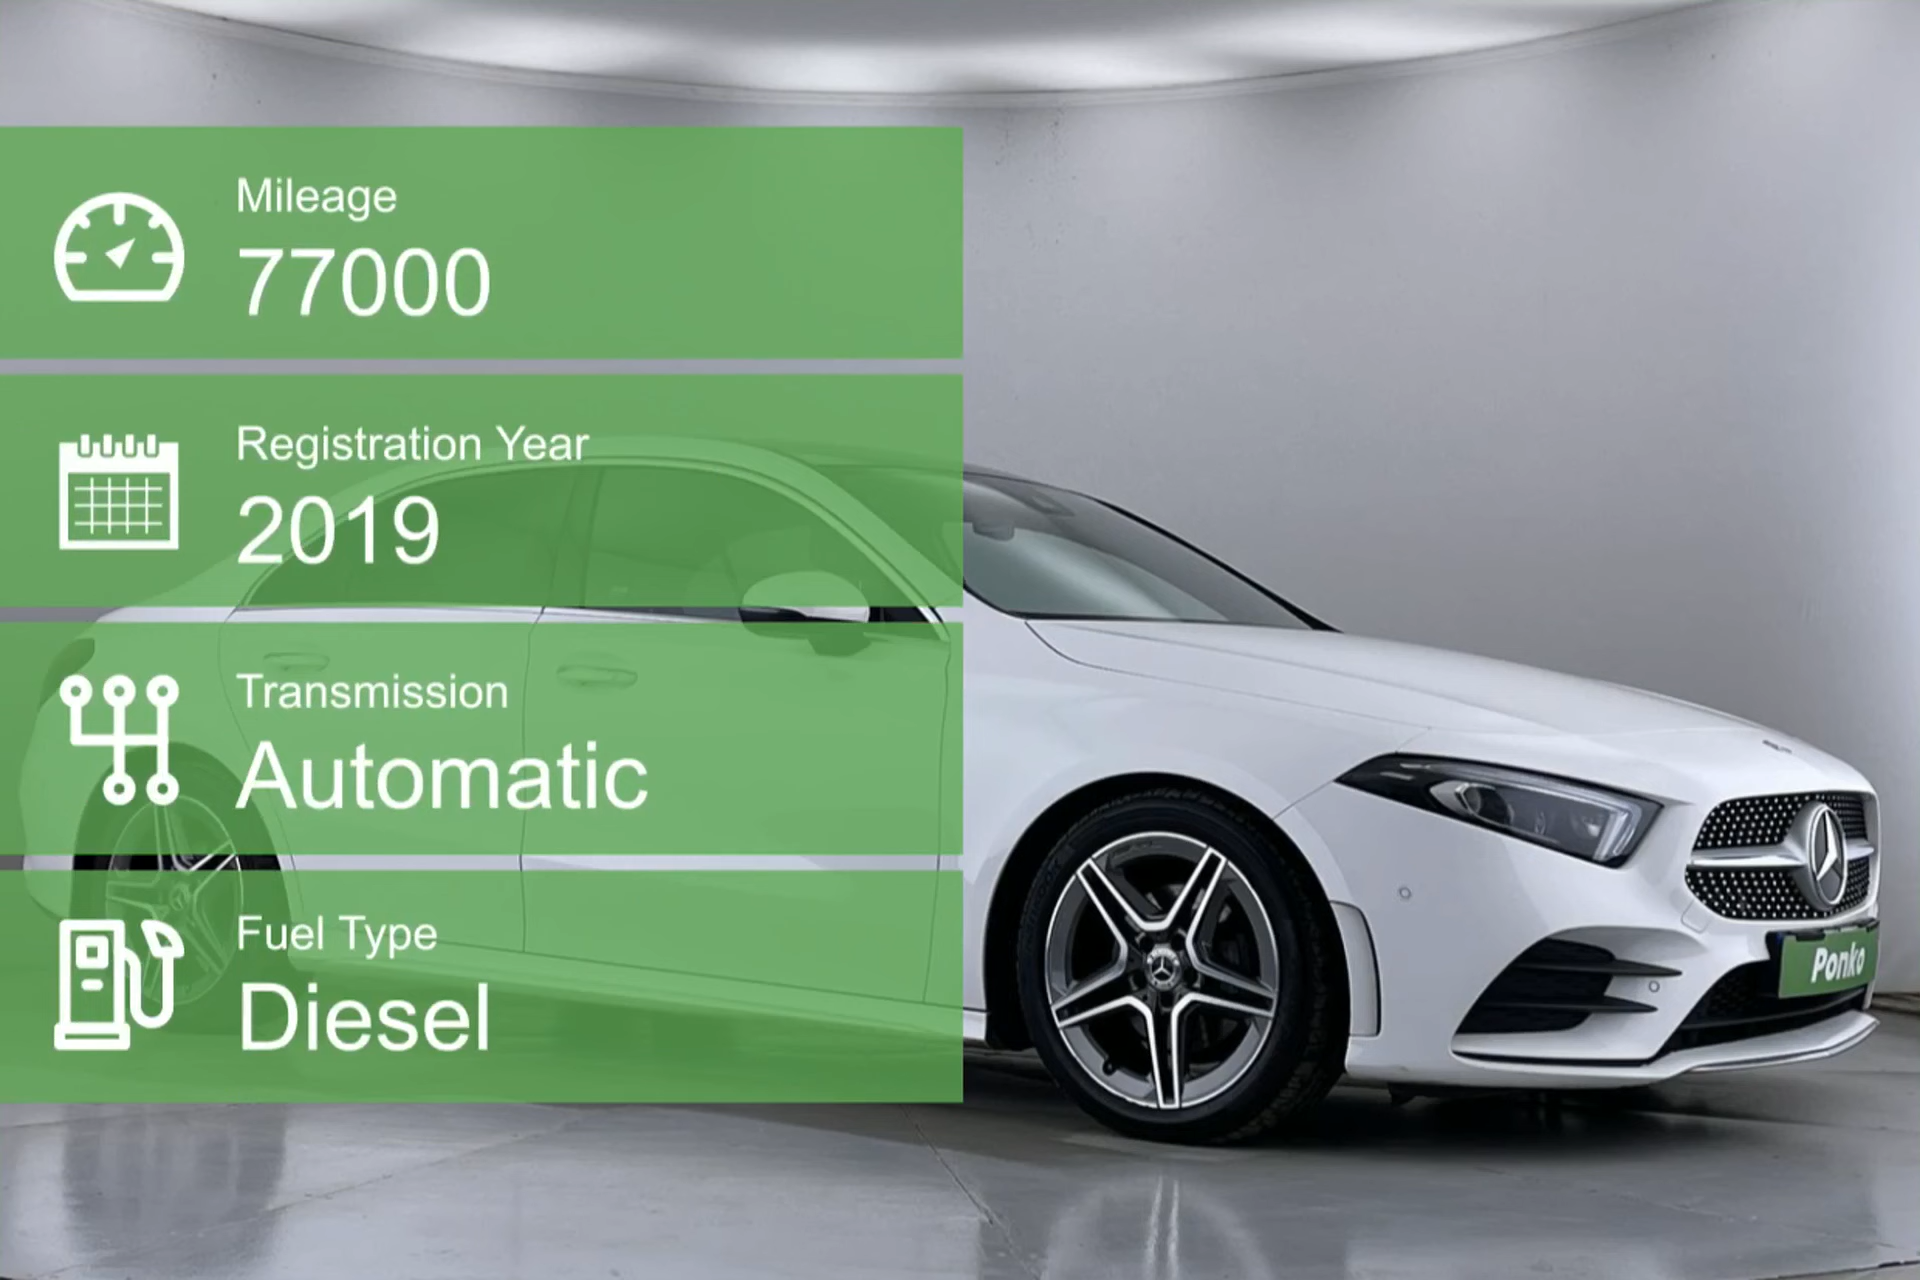 Mileage
77000
Registration Year
2019
Transmission
Automatic
Fuel Type
Diesel
Ponko